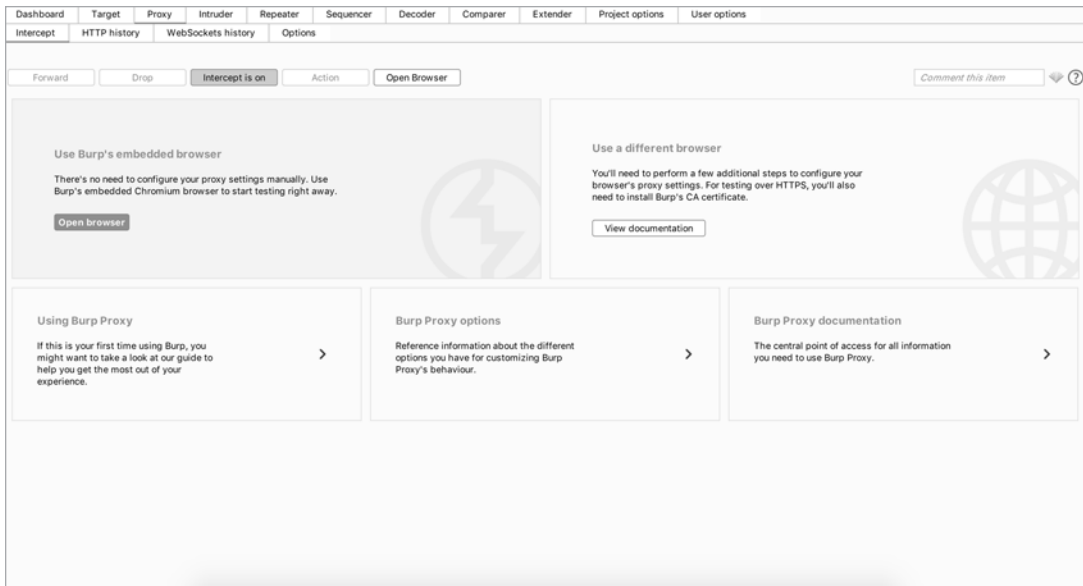 Dashboard Target Proxy Intruder Repeater Sequencer Decoder Comparer Extender Project options User options
Intercept HTTP history WebSockets history Options
Forward Drop Intercept is on Action Open Browser Comment this item ?
Use Burp's embedded browser
There's no need to configure your proxy settings manually. Use
Burp's embedded Chromium browser to start testing right away.
Open browser
Use a different browser
You'll need to perform a few additional steps to configure your
browser's proxy settings. For testing over HTTPS, you'll also
need to install Burp's CA certificate.
View documentation
Using Burp Proxy
If this is your first time using Burp, you
might want to take a look at our guide to
help you get the most out of your
experience.
Burp Proxy options
Reference information about the different
options you have for customizing Burp
Proxy's behaviour.
Burp Proxy documentation
The central point of access for all information
you need to use Burp Proxy.